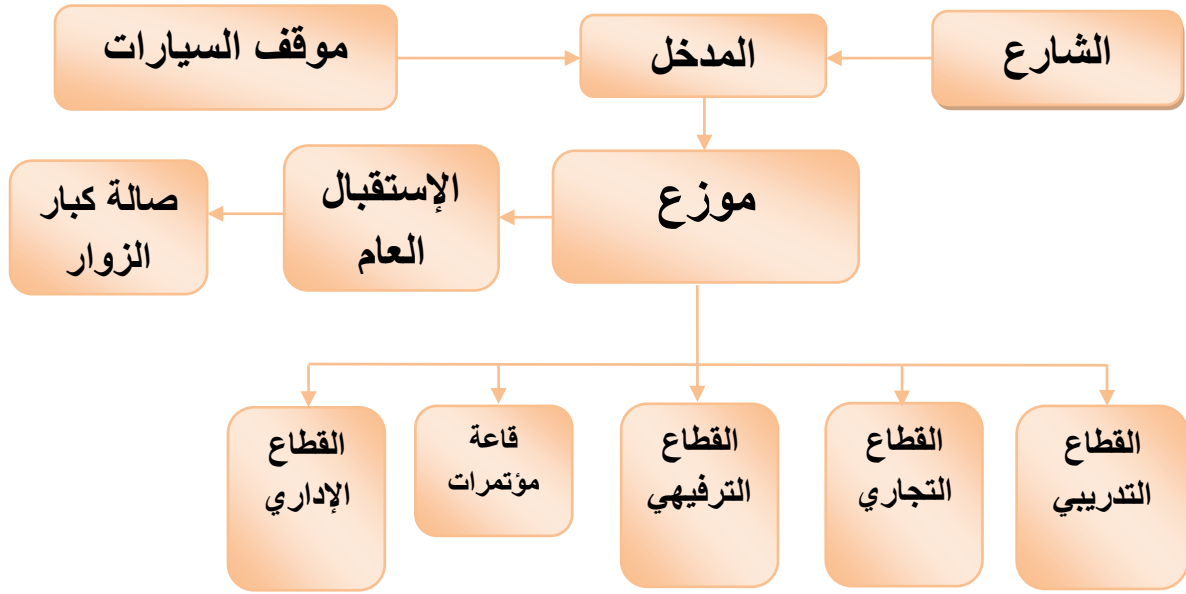 الشارع
المدخل
موقف السيارات
موزع
الإستقبال
العام
صالة كبار
الزوار
القطاع
التدريبي
القطاع
التجاري
القطاع
الترفيهي
قاعة
مؤتمرات
القطاع
الإداري